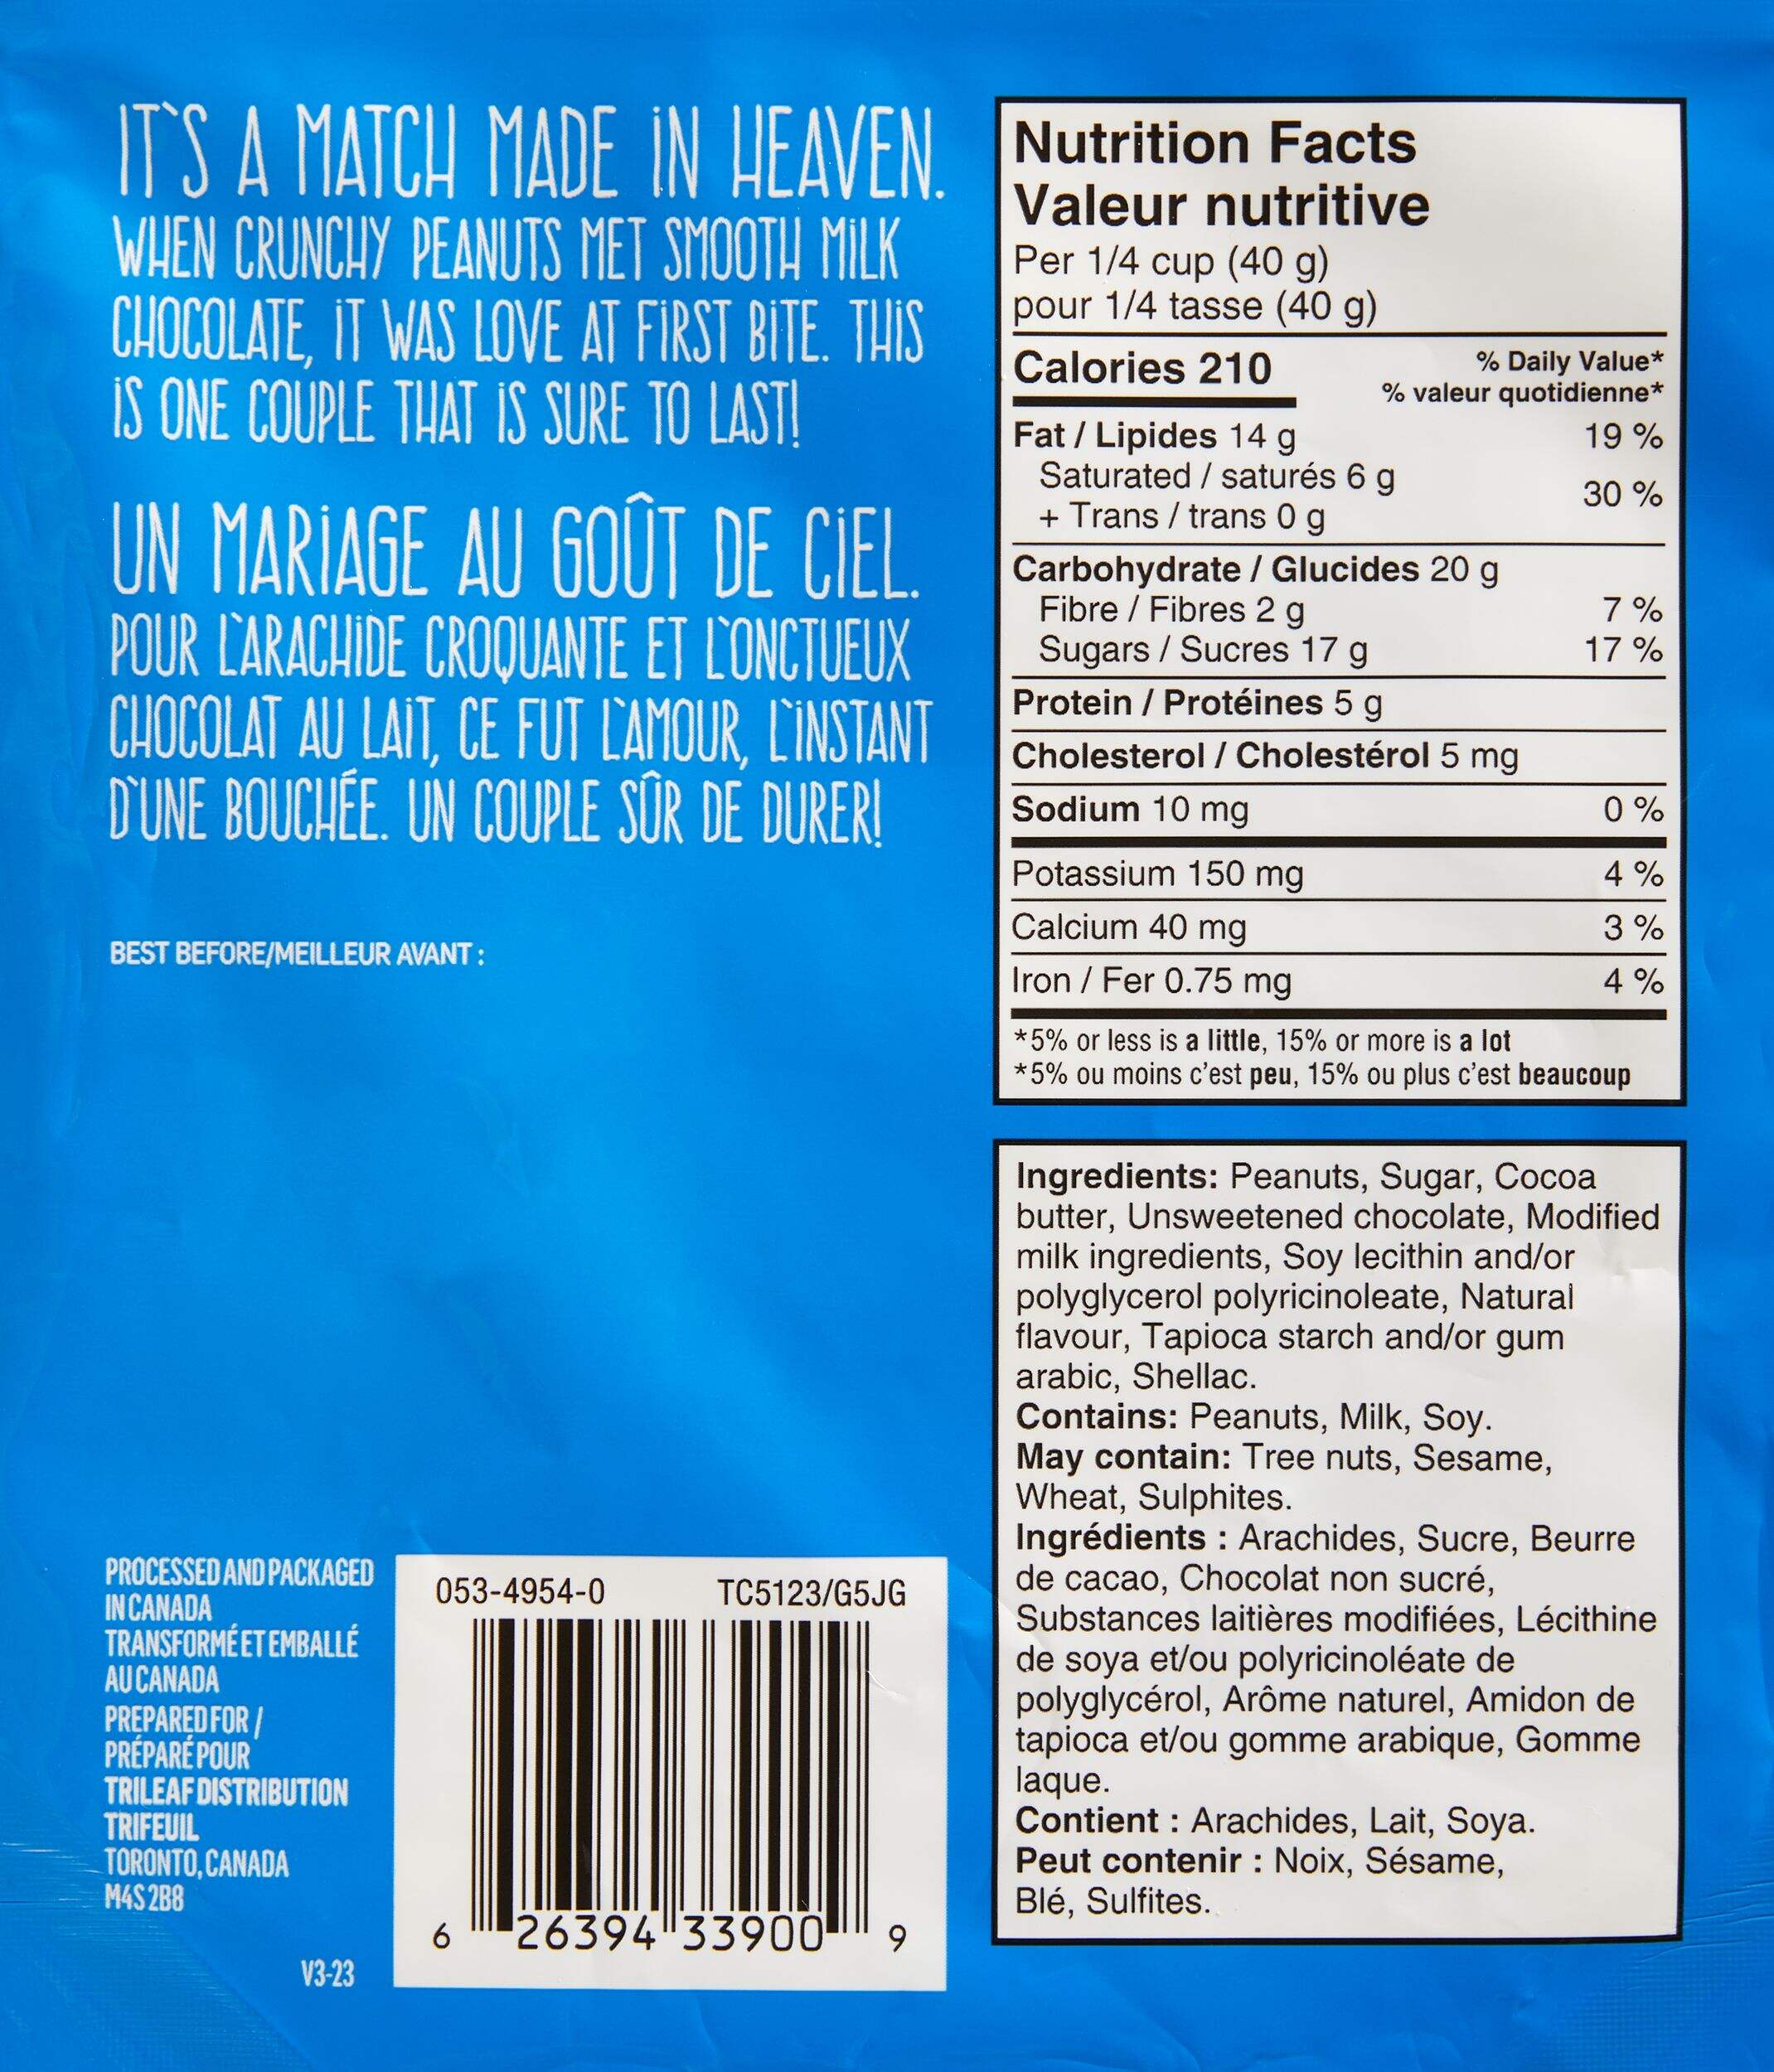 IT'S A MATCH MADE IN HEAVEN.
WHEN CRUNCHY PEANUTS MET SMOOTH MILK
CHOCOLATE, IT WAS LOVE AT FIRST BITE. THIS
IS ONE COUPLE THAT IS SURE TO LAST!
UN MARIAGE AU GOÛT DE CIEL.
POUR L'ARACHIDE CROQUANTE ET L'ONCTUEUX
CHOCOLAT AU LAIT, CE FUT L'AMOUR, L'INSTANT
D'UNE BOUCHÉE. UN COUPLE SÛR DE DURER!
BEST BEFORE/MEILLEUR AVANT :
PROCESSED AND PACKAGED
IN CANADA
TRANSFORMÉ ET EMBALLÉ
AU CANADA
PREPARED FOR /
PRÉPARÉ POUR
TRILEAF DISTRIBUTION
TRIFEUIL
TORONTO, CANADA
M4S 2B8
V3-23
053-4954-0 TC5123/G5JG
6 26394 33900 9
Nutrition Facts
Valeur nutritive
Per 1/4 cup (40 g)
pour 1/4 tasse (40 g)
Calories 210 % Daily Value*
% valeur quotidienne*
Fat / Lipides 14 g 19 %
Saturated / saturés 6 g
+ Trans / trans 0 g 30 %
Carbohydrate / Glucides 20 g
Fibre / Fibres 2 g 7 %
Sugars / Sucres 17 g 17 %
Protein / Protéines 5 g
Cholesterol / Cholestérol 5 mg
Sodium 10 mg 0 %
Potassium 150 mg 4 %
Calcium 40 mg 3 %
Iron / Fer 0.75 mg 4 %
*5% or less is a little, 15% or more is a lot
*5% ou moins c'est peu, 15% ou plus c'est beaucoup
Ingredients: Peanuts, Sugar, Cocoa
butter, Unsweetened chocolate, Modified
milk ingredients, Soy lecithin and/or
polyglycerol polyricinoleate, Natural
flavour, Tapioca starch and/or gum
arabic, Shellac.
Contains: Peanuts, Milk, Soy.
May contain: Tree nuts, Sesame,
Wheat, Sulphites.
Ingrédients : Arachides, Sucre, Beurre
de cacao, Chocolat non sucré,
Substances laitières modifiées, Lécithine
de soya et/ou polyricinoléate de
polyglycérol, Arôme naturel, Amidon de
tapioca et/ou gomme arabique, Gomme
laque.
Contient : Arachides, Lait, Soya.
Peut contenir : Noix, Sésame,
Blé, Sulfites.